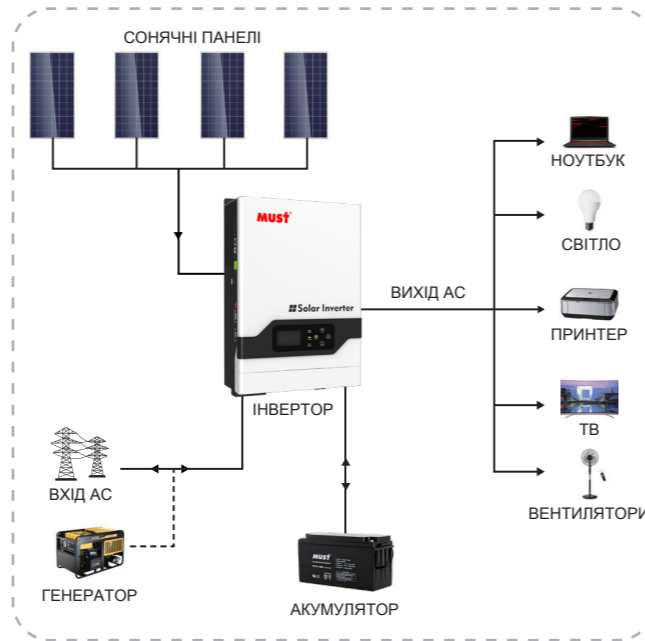 СОНЯЧНІ ПАНЕЛІ
НОУТБУК
MUST
СВІТЛО
ВИХІД АС
Solar Inverter
ПРИНТЕР
ІНВЕРТОР
ТВ
ВХІД АС
ВЕНТИЛЯТОРИ
MUST
ГЕНЕРАТОР
АКУМУЛЯТОР